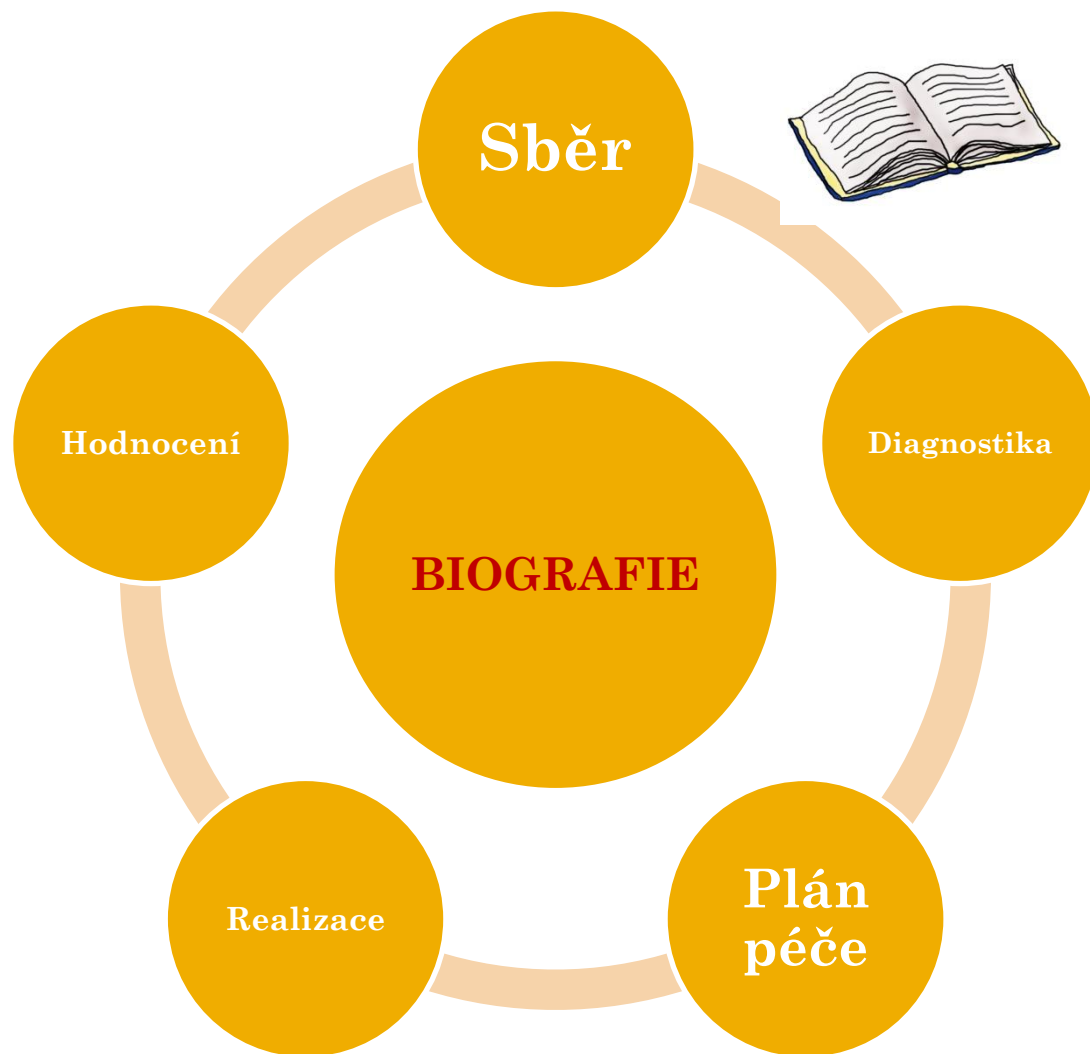 Sběr
Diagnostika
Plán
péče
Realizace
Hodnocení
BIOGRAFIE